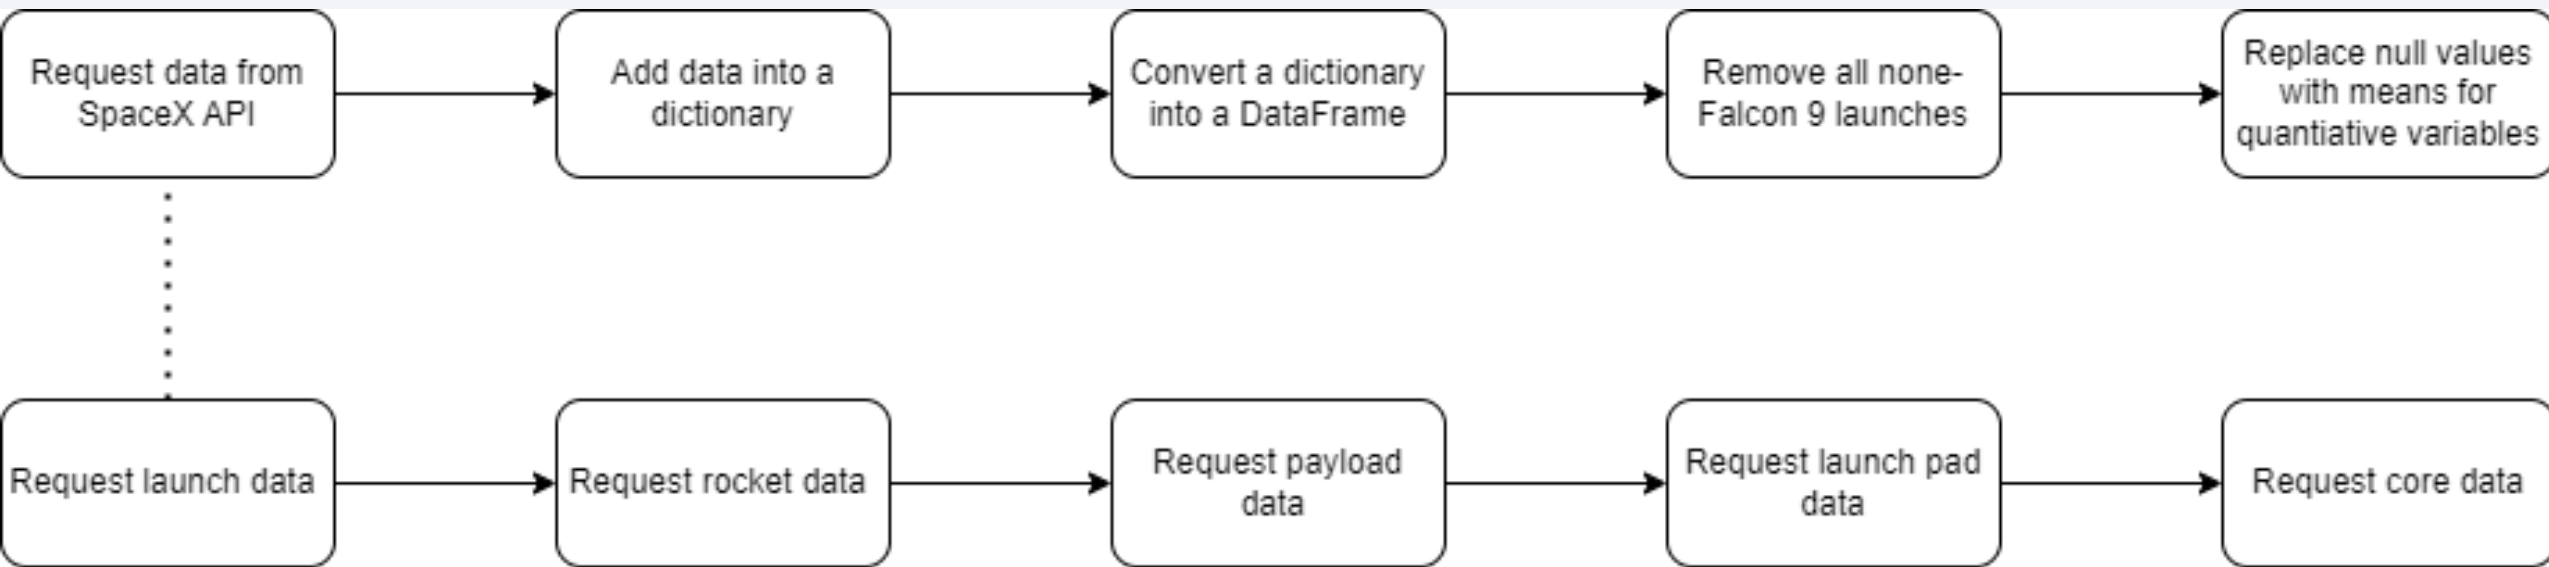 Request data from
SpaceX API
Add data into a
dictionary
Convert a dictionary
into a DataFrame
Remove all none-
Falcon 9 launches
Replace null values
with means for
quantiative variables
Request launch data
Request rocket data
Request payload
data
Request launch pad
data
Request core data